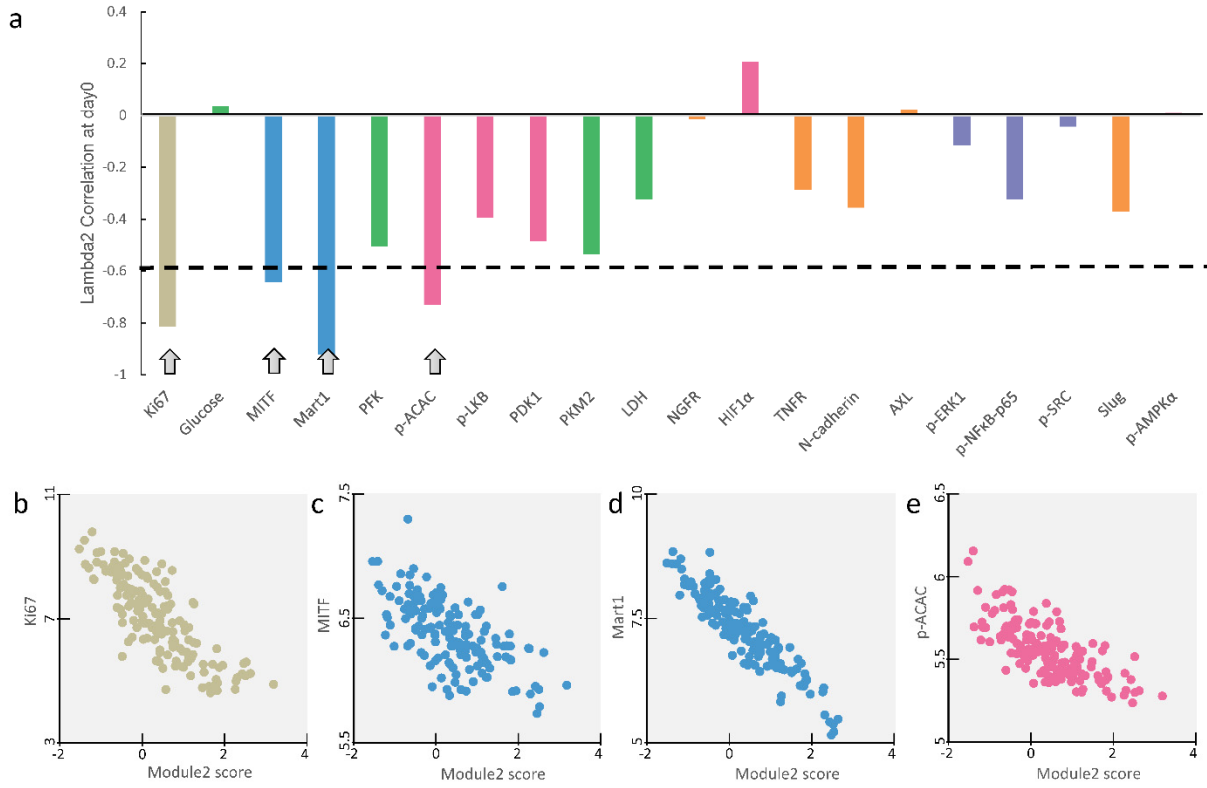 a
Lambda2 Correlation at day0
0.4
0.2
0
-0.2
-0.4
-0.6
-0.8
-1
Ki67
Glucose
MITF
Mart1
PFK
p-ACAC
p-LKB
PDK1
PKM2
LDH
NGFR
HIF1α
TNFR
N-cadherin
AXL
p-ERK1
p-NFκB-p65
p-SRC
Slug
p-AMPKα
b
Ki67
11
7
3
-2 0 2 4
Module2 score
c
MITF
7.5
6.5
5.5
-2 0 2 4
Module2 score
d
Mart1
10
7.5
5
-2 0 2 4
Module2 score
e
p-ACAC
6.5
6
5.5
5
-2 0 2 4
Module2 score